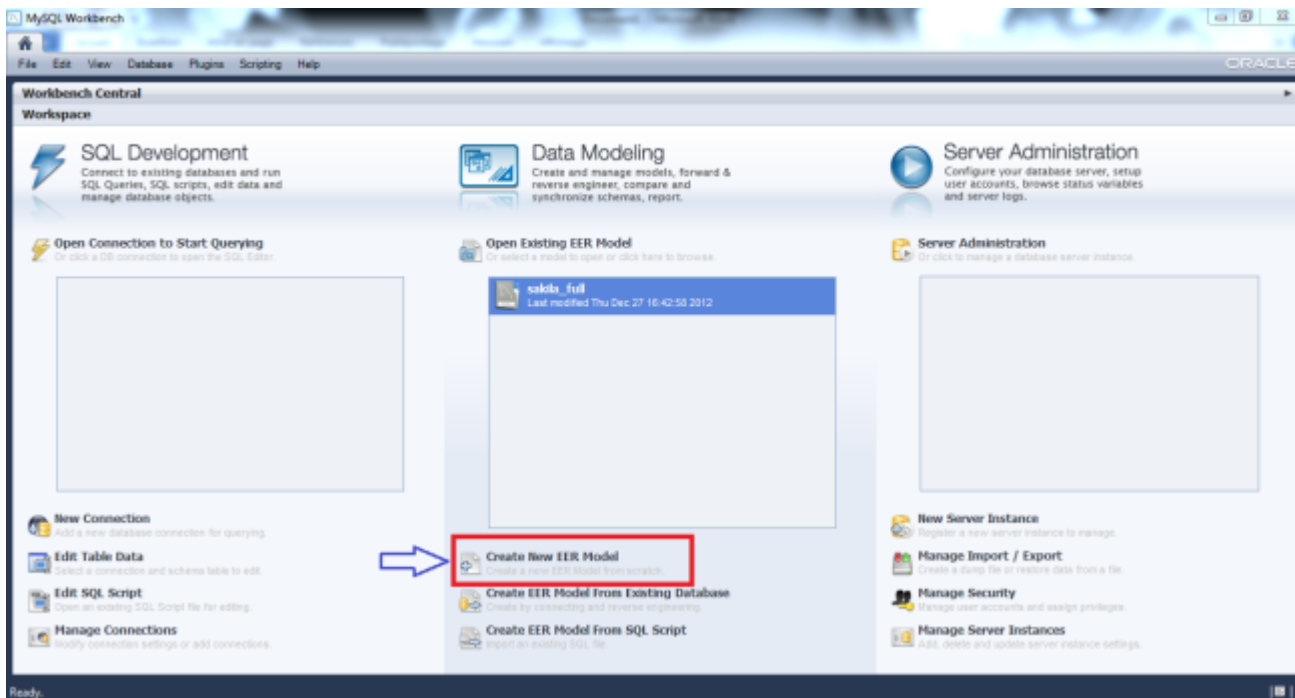 MySQL Workbench
File Edit View Database Plugins Scripting Help
ORACLE
Workbench Central
Workspace
SQL Development
Connect to existing databases and run
SQL Queries, SQL scripts, edit data and
manage database objects.
Data Modeling
Create and manage models, forward &
reverse engineer, compare and
synchronize schemas, report.
Server Administration
Configure your database server, setup
user accounts, browse status variables
and server logs.
Open Connection to Start Querying
Or click a DB connection to open the SQL Editor.
Open Existing EER Model
Or select a model to open or click here to browse.
Server Administration
Or click to manage a database server instance.
sakila_full
Last modified Thu Dec 27 16:42:58 2012
New Connection
Add a new database connection for querying.
Edit Table Data
Select a connection and schema table to edit.
Edit SQL Script
Open an existing SQL Script file for editing.
Manage Connections
Modify connection settings or add connections.
Create New EER Model
Create a new EER Model from scratch.
Create EER Model From Existing Database
Create by connecting and reverse engineering.
Create EER Model From SQL Script
Import an existing SQL file.
New Server Instance
Register a new server instance to manage.
Manage Import / Export
Create a dump file or restore data from a file.
Manage Security
Manage user accounts and assign privileges.
Manage Server Instances
Add, delete and update server instance settings.
Ready.